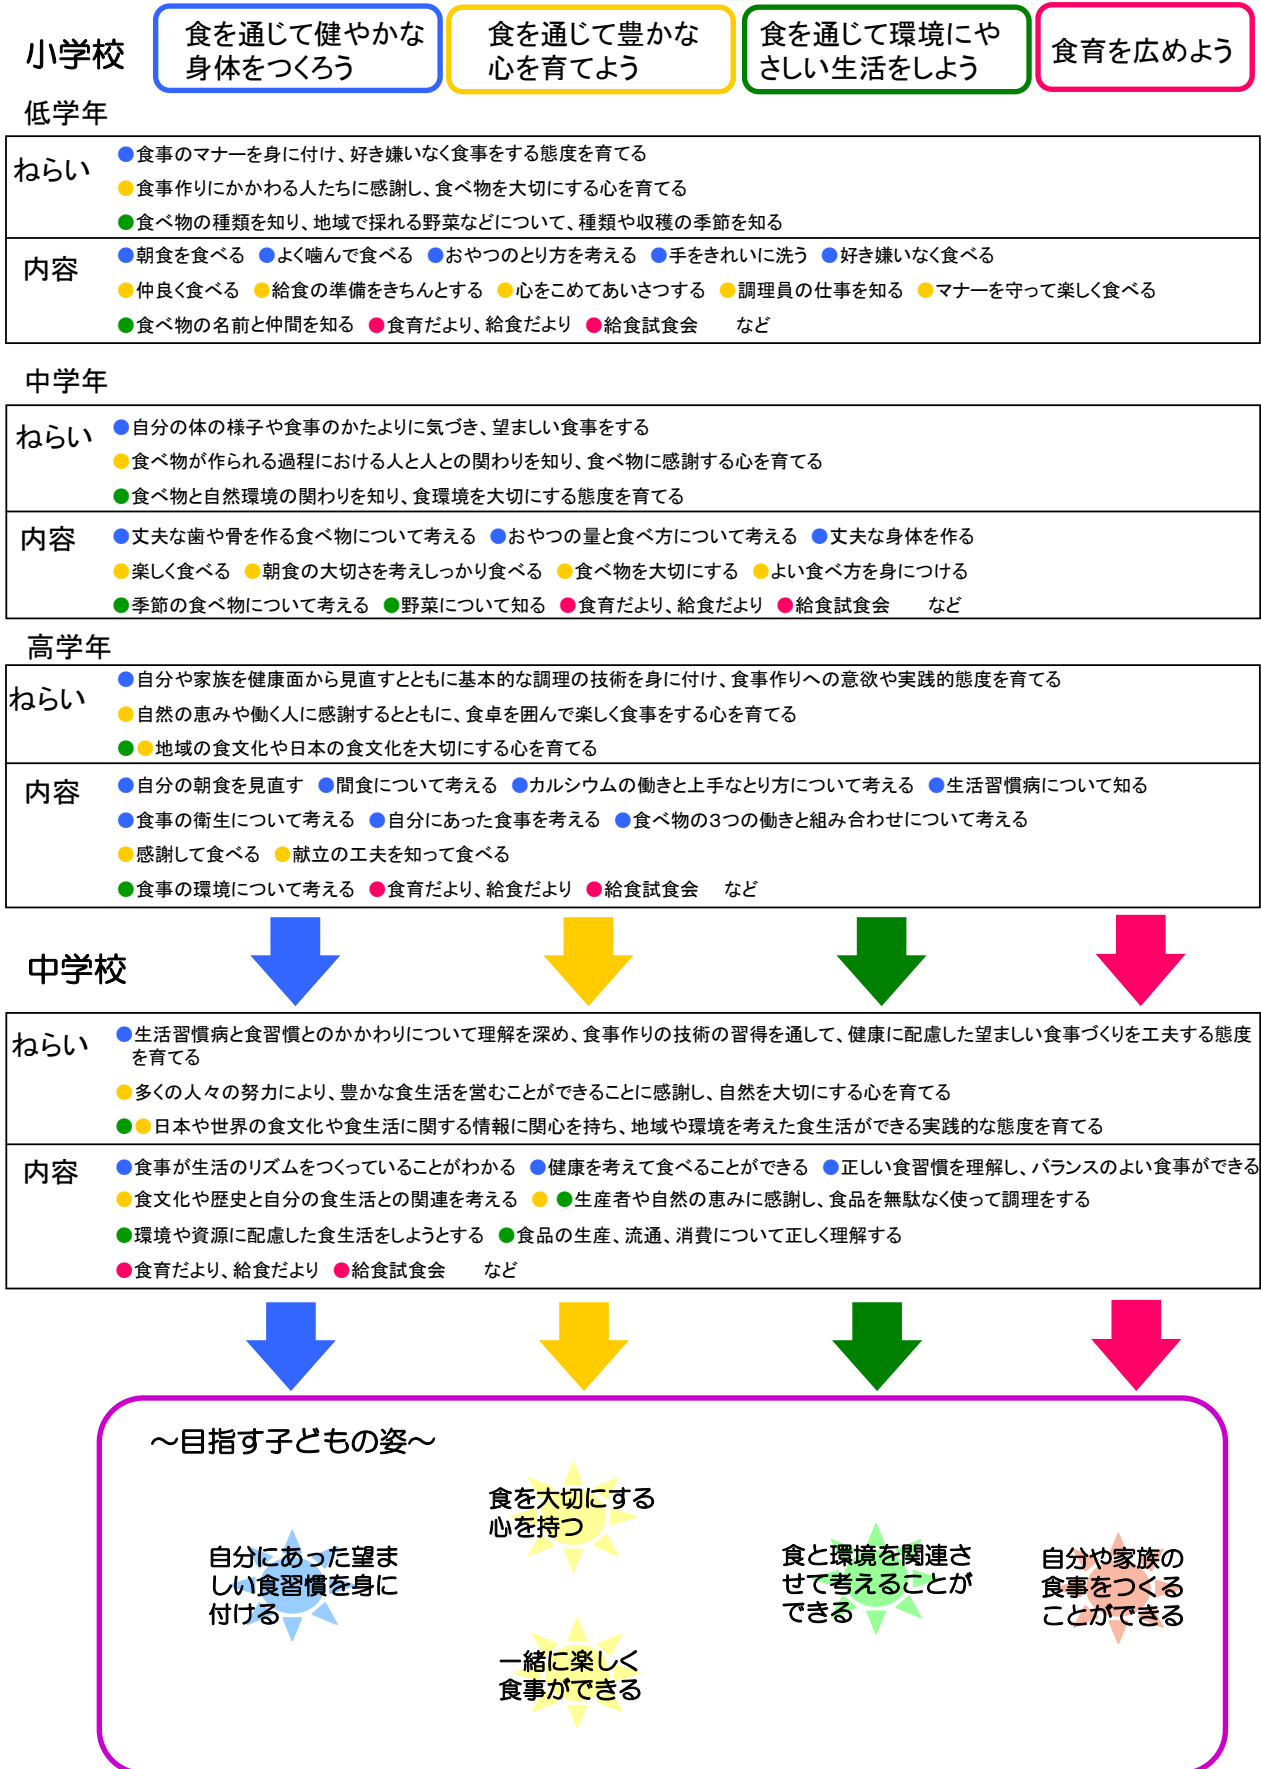 小学校
食を通じて健やかな
身体をつくろう
食を通じて豊かな
心を育てよう
食を通じて環境にや
さしい生活をしよう
食育を広めよう
低学年
ねらい
●食事のマナーを身に付け、好き嫌いなく食事をする態度を育てる
●食事作りにかかわる人たちに感謝し、食べ物を大切にする心を育てる
●食べ物の種類を知り、地域で採れる野菜などについて、種類や収穫の季節を知る
内容
●朝食を食べる ●よく噛んで食べる ●おやつのとり方を考える ●手をきれいに洗う ●好き嫌いなく食べる
●仲良く食べる ●給食の準備をきちんとする ●心をこめてあいさつする ●調理員の仕事を知る ●マナーを守って楽しく食べる
●食べ物の名前と仲間を知る ●食育だより、給食だより ●給食試食会 など
中学年
ねらい
●自分の体の様子や食事のかたよりに気づき、望ましい食事をする
●食べ物が作られる過程における人と人との関わりを知り、食べ物に感謝する心を育てる
●食べ物と自然環境の関わりを知り、食環境を大切にする態度を育てる
内容
●丈夫な歯や骨を作る食べ物について考える ●おやつの量と食べ方について考える ●丈夫な身体を作る
●楽しく食べる ●朝食の大切さを考えしっかり食べる ●食べ物を大切にする ●よい食べ方を身につける
●季節の食べ物について考える ●野菜について知る ●食育だより、給食だより ●給食試食会 など
高学年
ねらい
●自分や家族を健康面から見直すとともに基本的な調理の技術を身に付け、食事作りへの意欲や実践的態度を育てる
●自然の恵みや働く人に感謝するとともに、食卓を囲んで楽しく食事をする心を育てる
●●地域の食文化や日本の食文化を大切にする心を育てる
内容
●自分の朝食を見直す ●間食について考える ●カルシウムの働きと上手なとり方について考える ●生活習慣病について知る
●食事の衛生について考える ●自分にあった食事を考える ●食べ物の3つの働きと組み合わせについて考える
●感謝して食べる ●献立の工夫を知って食べる
●食事の環境について考える ●食育だより、給食だより ●給食試食会 など
中学校
ねらい
●生活習慣病と食習慣とのかかわりについて理解を深め、食事作りの技術の習得を通して、健康に配慮した望ましい食事づくりを工夫する態度
を育てる
●多くの人々の努力により、豊かな食生活を営むことができることに感謝し、自然を大切にする心を育てる
●●日本や世界の食文化や食生活に関する情報に関心を持ち、地域や環境を考えた食生活ができる実践的な態度を育てる
内容
●食事が生活のリズムをつくっていることがわかる ●健康を考えて食べることができる ●正しい食習慣を理解し、バランスのよい食事ができる
●食文化や歴史と自分の食生活との関連を考える ● ●生産者や自然の恵みに感謝し、食品を無駄なく使って調理をする
●環境や資源に配慮した食生活をしようとする ●食品の生産、流通、消費について正しく理解する
●食育だより、給食だより ●給食試食会 など
～目指す子どもの姿～
食を大切にする
心を持つ
自分にあった望ま
しい食習慣を身に
付ける
食と環境を関連さ
せて考えることが
できる
自分や家族の
食事をつくる
ことができる
一緒に楽しく
食事ができる